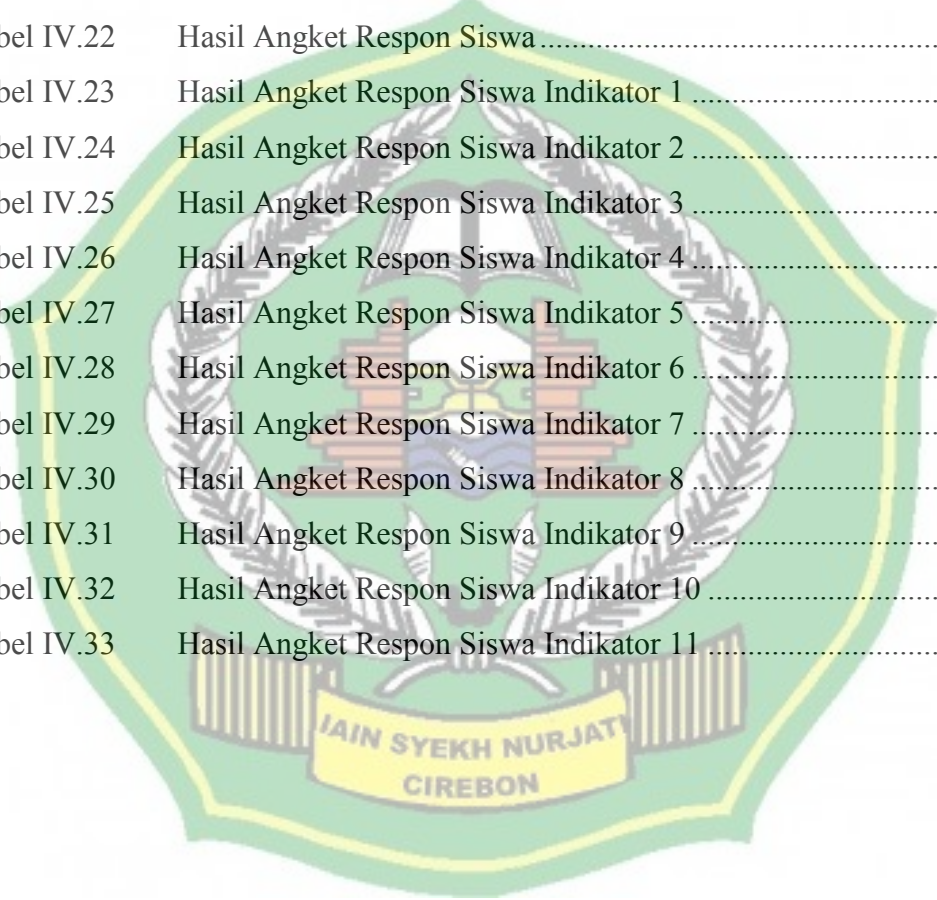 bel IV.22 Hasil Angket Respon Siswa ........................................................
bel IV.23 Hasil Angket Respon Siswa Indikator 1 ...................................
bel IV.24 Hasil Angket Respon Siswa Indikator 2 ...................................
bel IV.25 Hasil Angket Respon Siswa Indikator 3 ...................................
bel IV.26 Hasil Angket Respon Siswa Indikator 4 ...................................
bel IV.27 Hasil Angket Respon Siswa Indikator 5 ...................................
bel IV.28 Hasil Angket Respon Siswa Indikator 6 ...................................
bel IV.29 Hasil Angket Respon Siswa Indikator 7 ...................................
bel IV.30 Hasil Angket Respon Siswa Indikator 8 ...................................
bel IV.31 Hasil Angket Respon Siswa Indikator 9 ...................................
bel IV.32 Hasil Angket Respon Siswa Indikator 10 .................................
bel IV.33 Hasil Angket Respon Siswa Indikator 11 .................................
IAIN SYEKH NURJATI
CIREBON